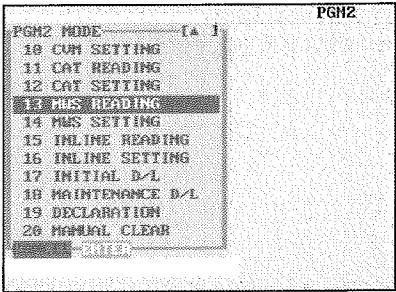 PGM2
PGM2 MODE [▲ ]
10 CVM SETTING
11 CAT READING
12 CAT SETTING
13 MWS READING
14 MWS SETTING
15 INLINE READING
16 INLINE SETTING
17 INITIAL D/L
18 MAINTENANCE D/L
19 DECLARATION
20 MANUAL CLEAR
ENTER